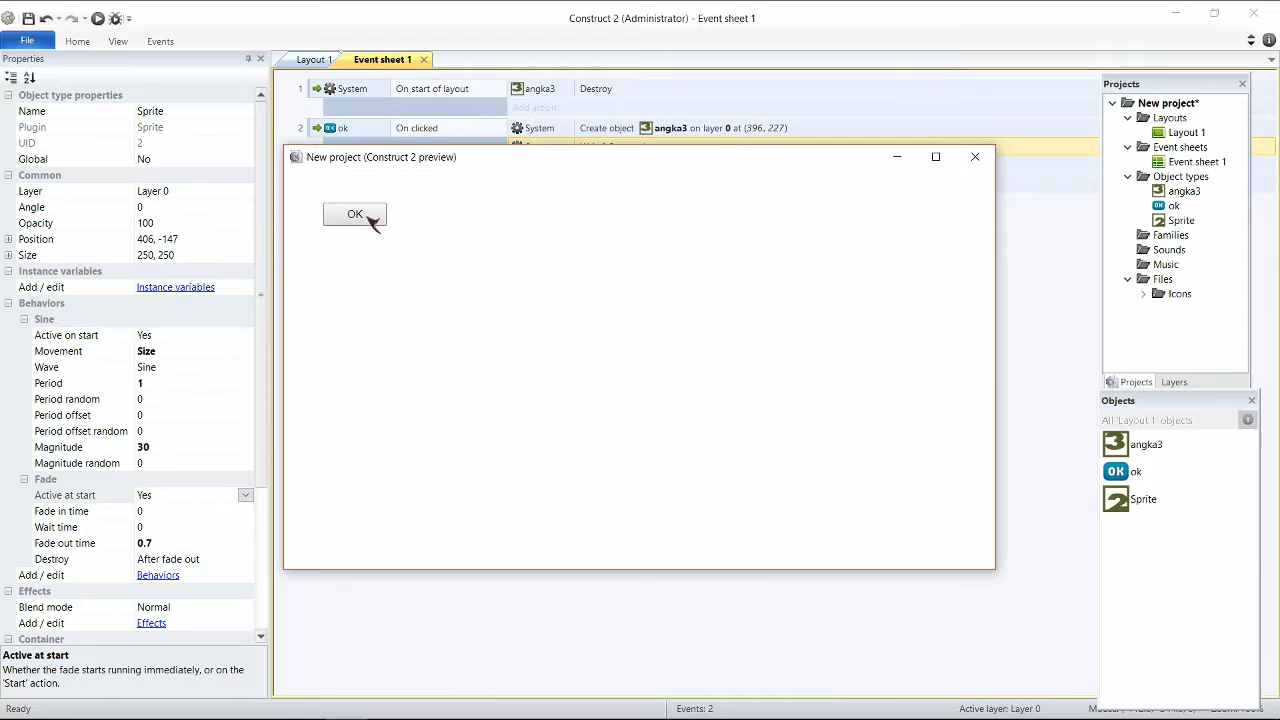 Construct 2 (Administrator) - Event sheet 1
File Home View Events
Properties
Layout 1 Event sheet 1
Object type properties
Name Sprite
Plugin Sprite
UID 2
Global No
Common
Layer Layer 0
Angle 0
Opacity 100
Position 406, -147
Size 250, 250
Instance variables
Add / edit Instance variables
Behaviors
Sine
Active on start Yes
Movement Size
Wave Sine
Period 1
Period random 0
Period offset 0
Period offset random 0
Magnitude 30
Magnitude random 0
Fade
Active at start Yes
Fade in time 0
Wait time 0
Fade out time 0.7
Destroy After fade out
Add / edit Behaviors
Effects
Blend mode Normal
Add / edit Effects
Container
Active at start
Whether the fade starts running immediately, or on the
'Start' action.
1 System On start of layout 3 angka3 Destroy
Add action
2 OK ok On clicked System Create object 3 angka3 on layer 0 at (396, 227)
New project (Construct 2 preview)
OK
Projects
New project*
Layouts
Layout 1
Event sheets
Event sheet 1
Object types
3 angka3
OK ok
2 Sprite
Families
Sounds
Music
Files
Icons
Projects Layers
Objects
All 'Layout 1' objects
3 angka3
OK ok
2 Sprite
Ready Events: 2 Active layer: Layer 0